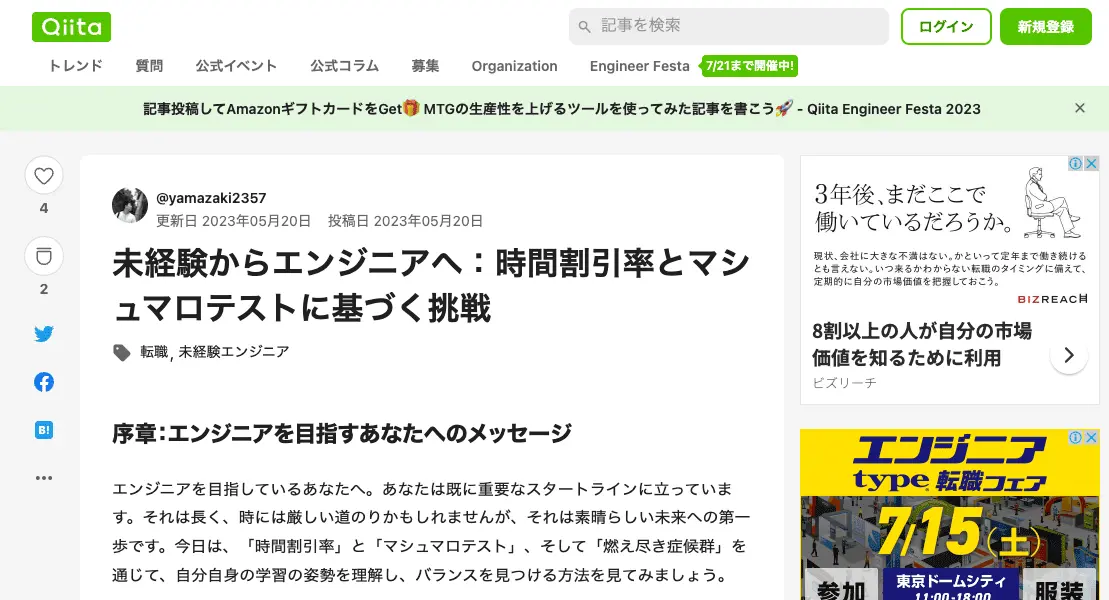 Qiita
記事を検索
ログイン
新規登録
トレンド 質問 公式イベント 公式コラム 募集 Organization Engineer Festa 7/21まで開催中!
記事投稿してAmazonギフトカードをGet🎁 MTGの生産性を上げるツールを使ってみた記事を書こう🚀 - Qiita Engineer Festa 2023
4
2
B!
@yamazaki2357
更新日 2023年05月20日 投稿日 2023年05月20日
未経験からエンジニアへ：時間割引率とマシ
ュマロテストに基づく挑戦
転職, 未経験エンジニア
序章：エンジニアを目指すあなたへのメッセージ
エンジニアを目指しているあなたへ。あなたは既に重要なスタートラインに立っていま
す。それは長く、時には厳しい道のりかもしれませんが、それは素晴らしい未来への第一
歩です。今日は、「時間割引率」と「マシュマロテスト」、そして「燃え尽き症候群」を
通じて、自分自身の学習の姿勢を理解し、バランスを見つける方法を見てみましょう。
3年後、まだここで
働いているだろうか。
現状、会社に大きな不満はない。かといって定年まで働き続ける
とも言えない。いつ来るかわからない転職のタイミングに備えて、
定期的に自分の市場価値を把握しておこう。
BIZREACH
8割以上の人が自分の市場
価値を知るために利用
ビズリーチ
エンジニア
type 転職フェア
7/15(土)
参加
東京ドームシティ
11:00-18:00
服装